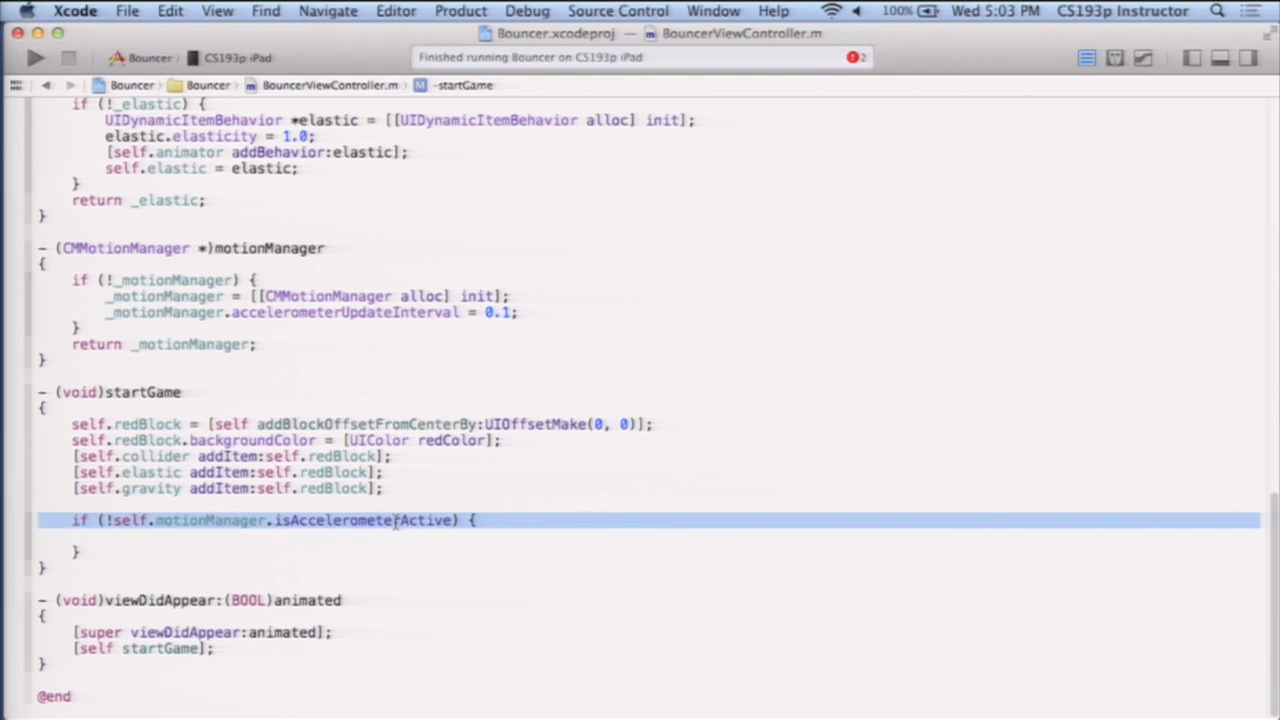 Xcode File Edit View Find Navigate Editor Product Debug Source Control Window Help 100% Wed 5:03 PM CS193p Instructor
Bouncer.xcodeproj — BouncerViewController.m
Bouncer CS193p iPad Finished running Bouncer on CS193p iPad 2
Bouncer Bouncer BouncerViewController.m M -startGame
if (!_elastic) {
UIDynamicItemBehavior *elastic = [[UIDynamicItemBehavior alloc] init];
elastic.elasticity = 1.0;
[self.animator addBehavior:elastic];
self.elastic = elastic;
}
return _elastic;
}
- (CMMotionManager *)motionManager
{
if (!_motionManager) {
_motionManager = [[CMMotionManager alloc] init];
_motionManager.accelerometerUpdateInterval = 0.1;
}
return _motionManager;
}
- (void)startGame
{
self.redBlock = [self addBlockOffsetFromCenterBy:UIOffsetMake(0, 0)];
self.redBlock.backgroundColor = [UIColor redColor];
[self.collider addItem:self.redBlock];
[self.elastic addItem:self.redBlock];
[self.gravity addItem:self.redBlock];
if (!self.motionManager.isAccelerometerActive) {
}
}
- (void)viewDidAppear:(BOOL)animated
{
[super viewDidAppear:animated];
[self startGame];
}
@end